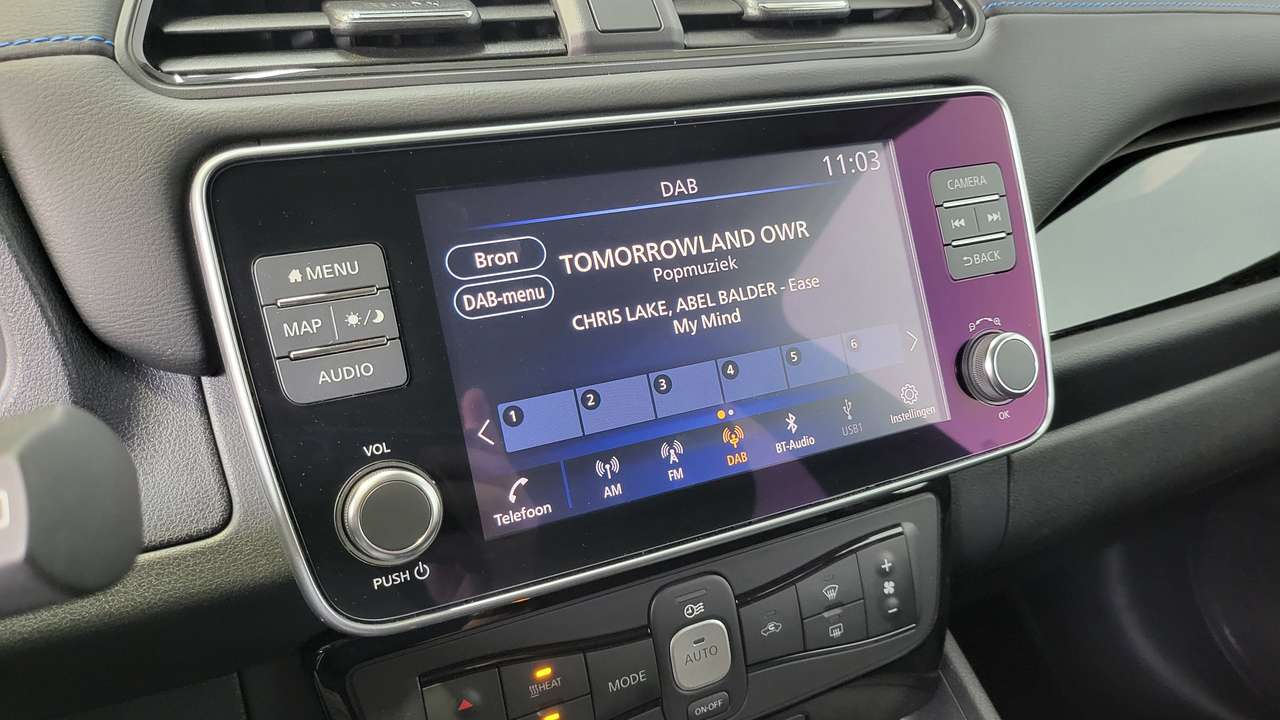 11:03
DAB
Bron
TOMORROWLAND OWR
Popmuziek
DAB-menu
CHRIS LAKE, ABEL BALDER - Ease
My Mind
1 2 3 4 5 6
Telefoon
AM
FM
DAB
BT-Audio
USB1
Instellingen
MENU
MAP
AUDIO
VOL
PUSH
CAMERA
BACK
OK
HEAT
MODE
AUTO
ON·OFF